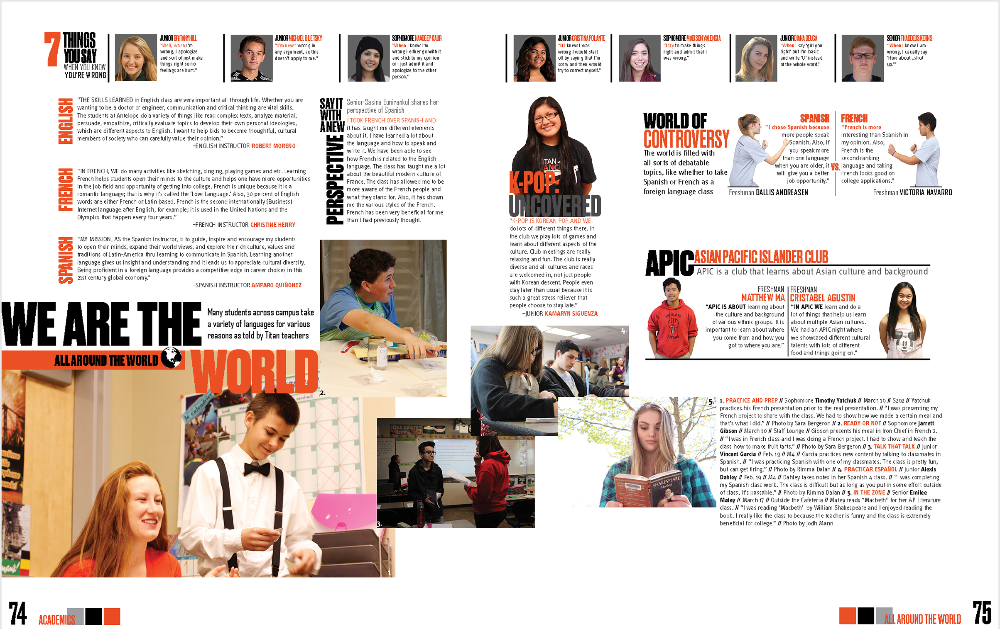 7 THINGS
YOU SAY
WHEN YOU KNOW
YOU'RE WRONG
JUNIOR BRITANY HILL
"Well, when I'm
wrong, I apologize
and sort of just make
things right so no
feelings are hurt."
JUNIOR MICHAEL BILETSKY
"I'm never wrong in
any argument, so this
doesn't apply to me."
SOPHOMORE NAVDEEP KAUR
"When I know I'm
wrong I either go with it
and stick to my opinion
or I just admit it and
apologize to the other
person."
JUNIOR CRISTINA POLANTE
"If I knew I was
wrong I would start
off by saying that I'm
sorry and then would
try to correct myself."
SOPHOMORE MADISON VALENCIA
"I try to make things
right and admit that I
was wrong."
JUNIOR DIANA BEUCA
"When I say 'girl you
right' but I'm basic
and write 'U' instead
of the whole word."
SENIOR THADDEUS KERNS
"When I know I am
wrong, I usually say
'How about...shut
up.'"
ENGLISH
"THE SKILLS LEARNED in English class are very important all through life. Whether you are
wanting to be a doctor or engineer, communication and critical thinking are vital skills.
The students at Antelope do a variety of things like read complex texts, analyze material,
persuade, empathize, critically evaluate topics to develop their own personal ideologies,
which are different aspects to English. I want to help kids to become thoughtful, cultural
members of society who can carefully value their opinion."
–ENGLISH INSTRUCTOR ROBERT MORENO
FRENCH
"IN FRENCH, WE do many activities like sketching, singing, playing games and etc. Learning
French helps students open their minds to the culture and helps one have more opportunities
in the job field and opportunity of getting into college. French is unique because it is a
romantic language; that is why it's called the 'Love Language.' Also, 30 percent of English
words are either French or Latin based. French is the second internationally (Business)
Internet language after English, for example; it is used in the United Nations and the
Olympics that happen every four years."
–FRENCH INSTRUCTOR CHRISTINE HENRY
SPANISH
"MY MISSION, AS the Spanish instructor, is to guide, inspire and encourage my students
to open their minds, expand their world views, and explore the rich culture, values and
traditions of Latin-America thru learning to communicate in Spanish. Learning another
language gives us insight and understanding and it leads us to appreciate cultural diversity.
Being proficient in a foreign language provides a competitive edge in career choices in this
21st century global economy."
–SPANISH INSTRUCTOR AMPARO QUIÑONEZ
SAY IT
WITH
A NEW
PERSPECTIVE
Senior Sasina Eunirankul shares her
perspective of Spanish
I TOOK FRENCH OVER SPANISH AND
it has taught me different elements
about it. I have learned a lot about
the language and how to speak and
write it. We have been able to see
how French is related to the English
language. The class has taught me a lot
about the beautiful modern culture of
France. The class has allowed me to be
more aware of the French people and
what they stand for. Also, it has shown
me the various styles of the French.
French has been very beneficial for me
than I had previously thought.
WE ARE THE
WORLD
Many students across campus take
a variety of languages for various
reasons as told by Titan teachers
ALL AROUND THE WORLD
le calendrier
lundi
mardi
vendredi
2.
1.
¿Qué quiere
decir
3.
ITAN
ANC
K-POP:
UNCOVERED
"K-POP IS KOREAN POP AND WE
do lots of different things there. In
the club we play lots of games and
learn about different aspects of the
culture. Club meetings are really
relaxing and fun. The club is really
diverse and all cultures and races
are welcomed in, not just people
with Korean descent. People even
stay later than usual because it is
such a great stress reliever that
people choose to stay late."
–JUNIOR KAMARYN SIGUENZA
4.
WORLD OF
CONTROVERSY
The world is filled with
all sorts of debatable
topics, like whether to take
Spanish or French as a
foreign language class
SPANISH
"I chose Spanish because
more people speak
Spanish. Also, if
you speak more
than one language
when you are older, it
will give you a better
job opportunity."
Freshman DALLIS ANDREASEN
VS.
FRENCH
"French is more
interesting than Spanish in
my opinion. Also,
French is the
second ranking
language and taking
French looks good on
college applications."
Freshman VICTORIA NAVARRO
APIC ASIAN PACIFIC ISLANDER CLUB
APIC is a club that learns about Asian culture and background
ANTELOPE
TITANS
FRESHMAN
MATTHEW MA
"APIC IS ABOUT learning about
the culture and background
of various ethnic groups. It is
important to learn about where
you come from and how you
got to where you are."
FRESHMAN
CRISTABEL AGUSTIN
"IN APIC WE learn and do a
lot of things that help us learn
about multiple Asian cultures.
We had an APIC night where
we showcased different cultural
talents with lots of different
food and things going on."
5.
SHAKESPEARE
Macbeth
1. PRACTICE AND PREP // Sophomore Timothy Yatchuk // March 10 // S202 // Yatchuk
practices his French presentation prior to the real presentation. // "I was presenting my
French project to share with the class. We had to show how we made a certain meal and
that's what I did." // Photo by Sara Bergeron // 2. READY OR NOT // Sophomore Jarrett
Gibson // March 10 // Staff Lounge // Gibson presents his meal in Iron Chief in French 2.
// "I was in French class and I was doing a French project. I had to show and teach the
class how to make fruit tarts." // Photo by Sara Bergeron // 3. TALK THAT TALK // Junior
Vincent Garcia // Feb. 19 // M4 // Garcia practices new content by talking to classmates in
Spanish. // "I was practicing Spanish with one of my classmates. The class is pretty fun,
but can get tiring." // Photo by Rimma Daian // 4. PRACTICAR ESPAÑOL // Junior Alexis
Dahley // Feb. 19 // M4 // Dahley takes notes in her Spanish 4 class. // "I was completing
my Spanish class work. The class is difficult but as long as you put in some effort outside
of class, it's passable." // Photo by Rimma Daian // 5. IN THE ZONE // Senior Emilee
Matey // March 17 // Outside the Cafeteria // Matey reads "Macbeth" for her AP Literature
class. // "I was reading 'Macbeth' by William Shakespeare and I enjoyed reading the
book. I really like the class to because the teacher is funny and the class is extremely
beneficial for college." // Photo by Jodh Mann
74
ACADEMICS
ALL AROUND THE WORLD
75